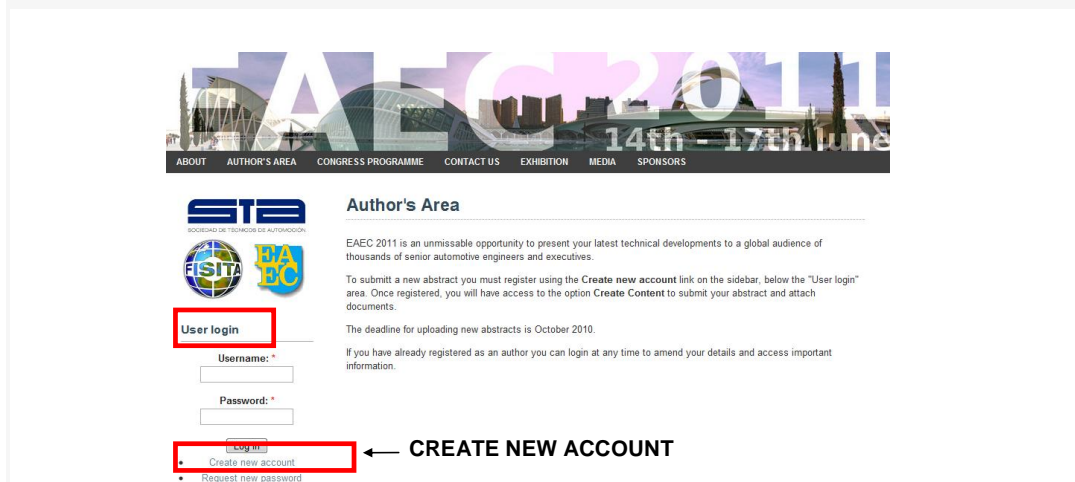 EAEC 2011
14th - 17th June
ABOUT AUTHOR'S AREA CONGRESS PROGRAMME CONTACT US EXHIBITION MEDIA SPONSORS
STA
SOCIEDAD DE TÉCNICOS DE AUTOMOCIÓN
FISITA
EA
EC
User login
Username: *
Password: *
Log in
Create new account
Request new password
Author's Area
EAEC 2011 is an unmissable opportunity to present your latest technical developments to a global audience of
thousands of senior automotive engineers and executives.
To submitt a new abstract you must register using the Create new account link on the sidebar, below the "User login"
area. Once registered, you will have access to the option Create Content to submit your abstract and attach
documents.
The deadline for uploading new abstracts is October 2010.
If you have already registered as an author you can login at any time to amend your details and access important
information.
CREATE NEW ACCOUNT